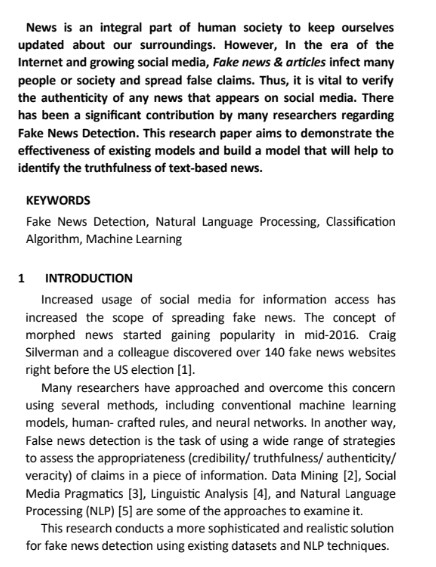 News is an integral part of human society to keep ourselves
updated about our surroundings. However, In the era of the
Internet and growing social media, Fake news & articles infect many
people or society and spread false claims. Thus, it is vital to verify
the authenticity of any news that appears on social media. There
has been a significant contribution by many researchers regarding
Fake News Detection. This research paper aims to demonstrate the
effectiveness of existing models and build a model that will help to
identify the truthfulness of text-based news.
KEYWORDS
Fake News Detection, Natural Language Processing, Classification
Algorithm, Machine Learning
1 INTRODUCTION
Increased usage of social media for information access has
increased the scope of spreading fake news. The concept of
morphed news started gaining popularity in mid-2016. Craig
Silverman and a colleague discovered over 140 fake news websites
right before the US election [1].
Many researchers have approached and overcome this concern
using several methods, including conventional machine learning
models, human- crafted rules, and neural networks. In another way,
False news detection is the task of using a wide range of strategies
to assess the appropriateness (credibility/ truthfulness/ authenticity/
veracity) of claims in a piece of information. Data Mining [2], Social
Media Pragmatics [3], Linguistic Analysis [4], and Natural Language
Processing (NLP) [5] are some of the approaches to examine it.
This research conducts a more sophisticated and realistic solution
for fake news detection using existing datasets and NLP techniques.